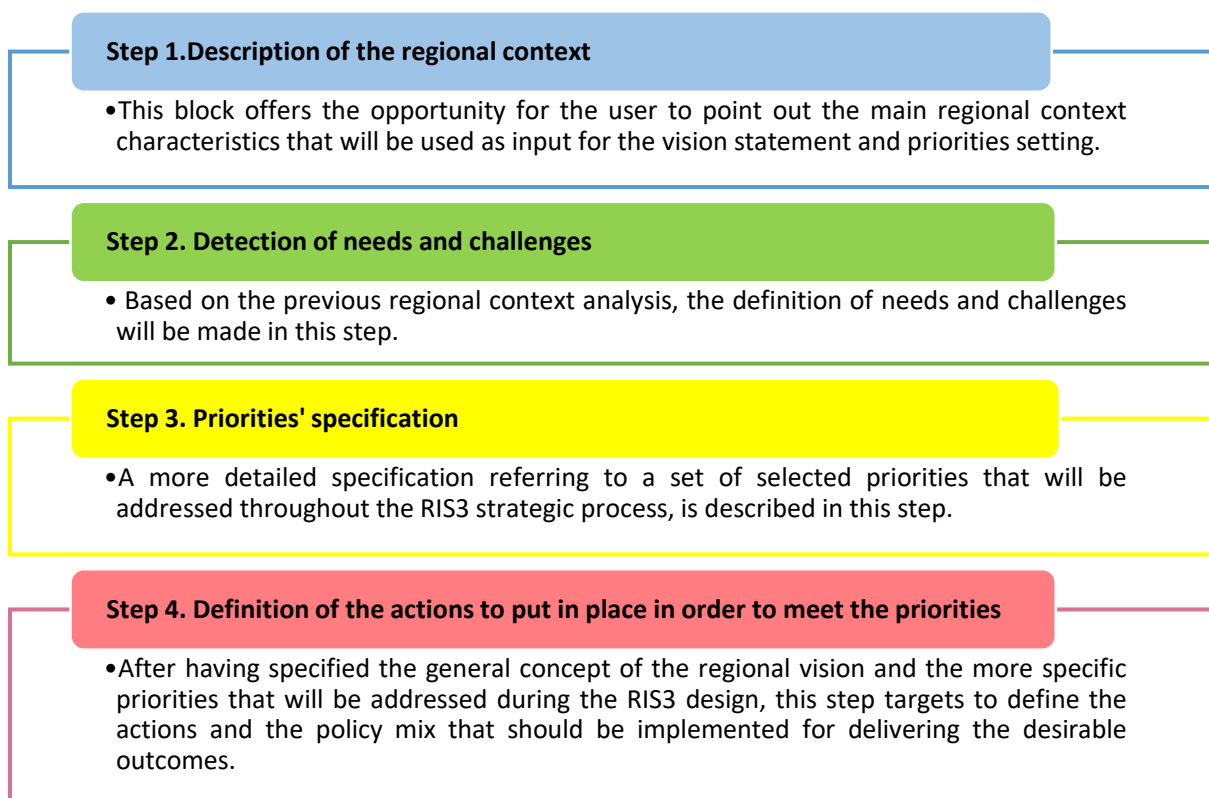 Step 1.Description of the regional context
•This block offers the opportunity for the user to point out the main regional context
characteristics that will be used as input for the vision statement and priorities setting.
Step 2. Detection of needs and challenges
• Based on the previous regional context analysis, the definition of needs and challenges
will be made in this step.
Step 3. Priorities' specification
•A more detailed specification referring to a set of selected priorities that will be
addressed throughout the RIS3 strategic process, is described in this step.
Step 4. Definition of the actions to put in place in order to meet the priorities
•After having specified the general concept of the regional vision and the more specific
priorities that will be addressed during the RIS3 design, this step targets to define the
actions and the policy mix that should be implemented for delivering the desirable
outcomes.